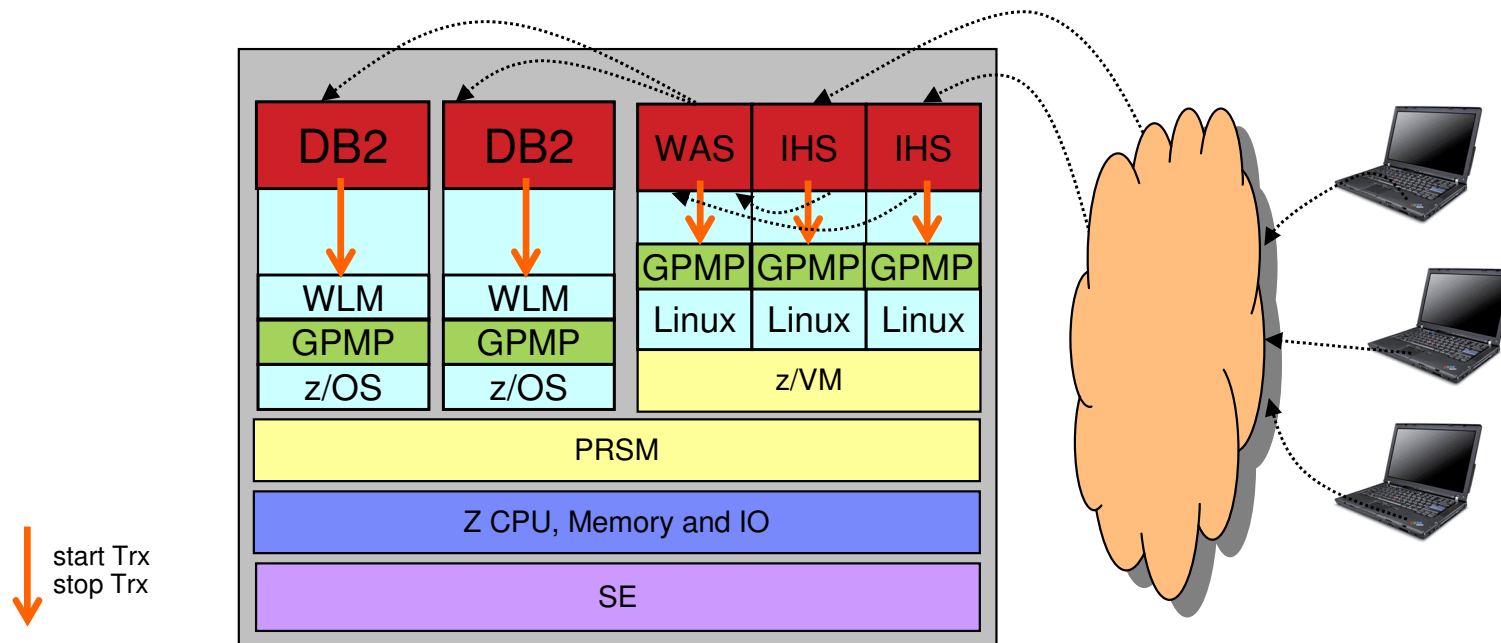 DB2
DB2
WAS
IHS
IHS
GPMP
GPMP
GPMP
WLM
WLM
Linux
Linux
Linux
GPMP
GPMP
z/VM
z/OS
z/OS
PRSM
Z CPU, Memory and IO
start Trx
stop Trx
SE